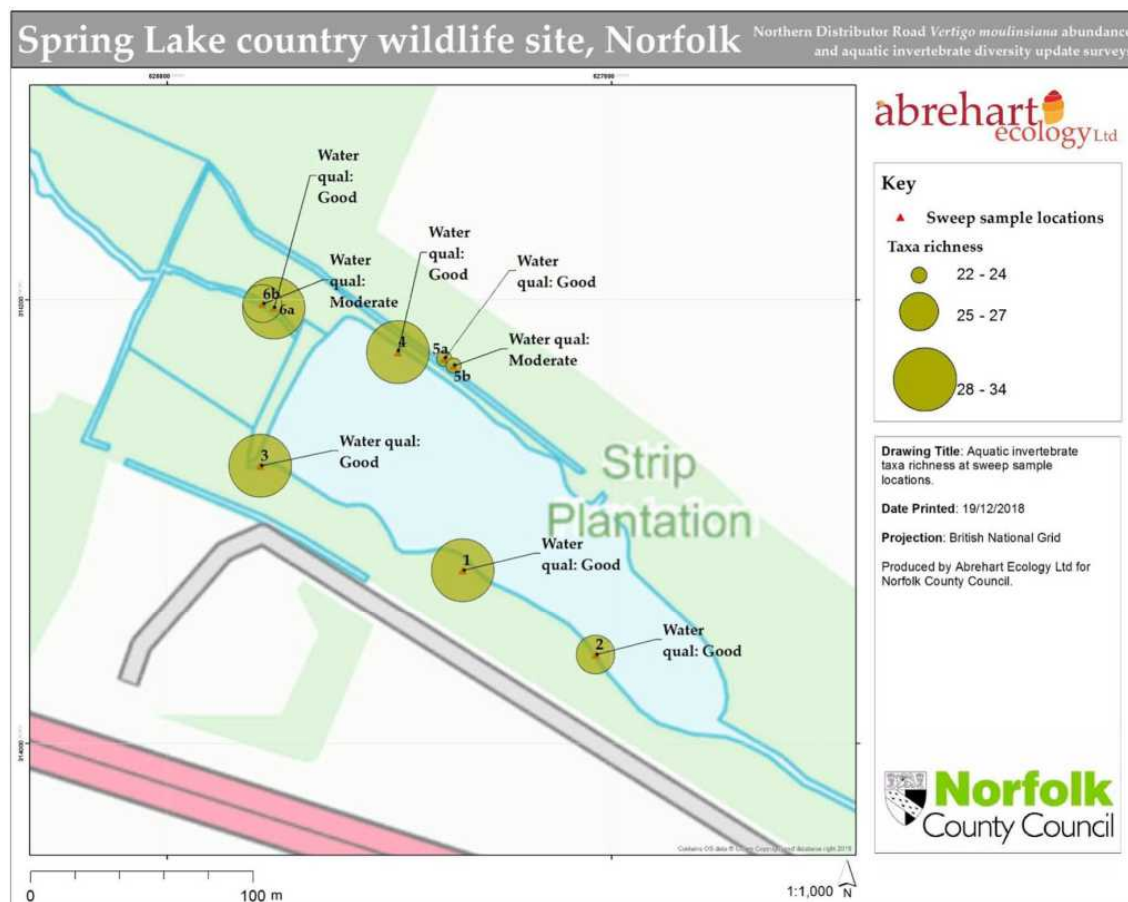 Spring Lake country wildlife site, Norfolk
Northern Distributor Road Vertigo moulinsiana abundance
and aquatic invertebrate diversity update surveys
627000
Water
qual:
Good
Water
qual:
Moderate
Water
qual:
Good
Water
qual: Good
Water qual:
Moderate
6b
6a
4
5a
5b
Water qual:
Good
3
Strip
Plantation
Water
qual: Good
1
Water
qual: Good
2
314000
0
100 m
1:1,000
N
abrehart
ecology Ltd
Key
Sweep sample locations
Taxa richness
22 - 24
25 - 27
28 - 34
Drawing Title: Aquatic invertebrate
taxa richness at sweep sample
locations.
Date Printed: 19/12/2018
Projection: British National Grid
Produced by Abrehart Ecology Ltd for
Norfolk County Council.
Norfolk
County Council